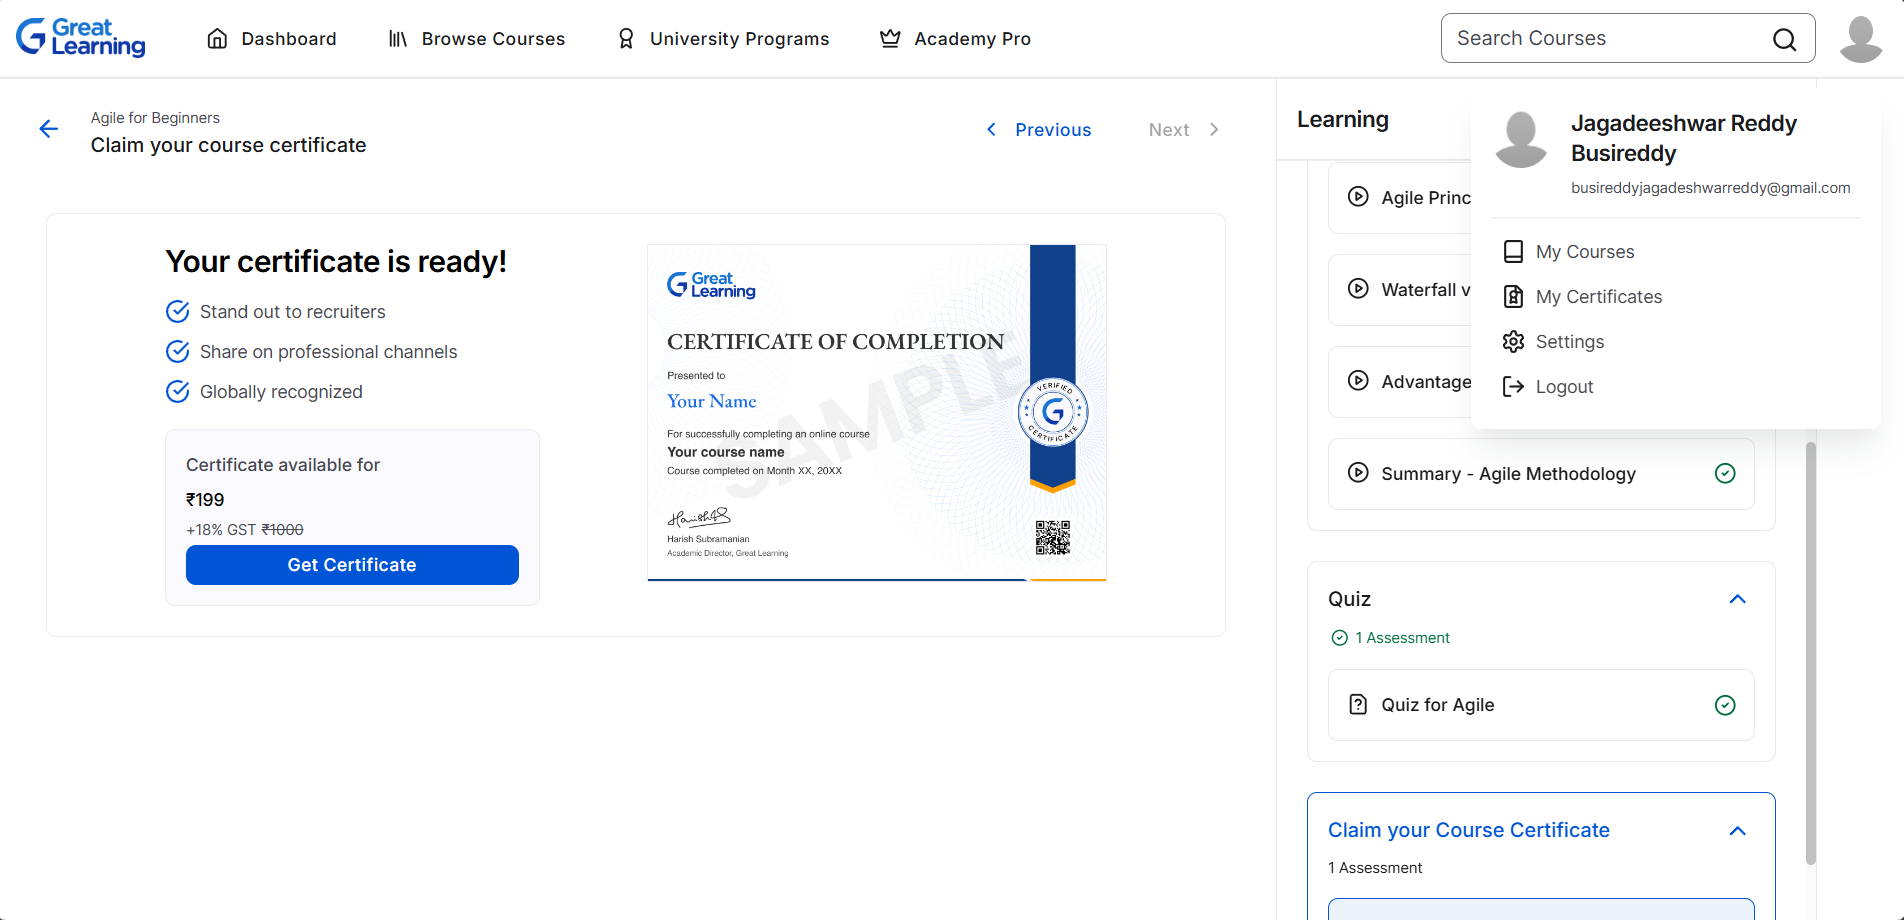 Great Learning
Dashboard
Browse Courses
University Programs
Academy Pro
Search Courses
Agile for Beginners
Claim your course certificate
Previous
Next
Your certificate is ready!
Stand out to recruiters
Share on professional channels
Globally recognized
Certificate available for
₹199
+18% GST ₹1000
Get Certificate
Great Learning
CERTIFICATE OF COMPLETION
Presented to
Your Name
For successfully completing an online course
Your course name
Course completed on Month XX, 20XX
SAMPLE
VERIFIED
CERTIFICATE
Harish Subramanian
Academic Director, Great Learning
Learning
Agile Princ
Waterfall v
Advantage
Summary - Agile Methodology
Quiz
1 Assessment
Quiz for Agile
Claim your Course Certificate
1 Assessment
Jagadeeshwar Reddy
Busireddy
busireddyjagadeshwarreddy@gmail.com
My Courses
My Certificates
Settings
Logout